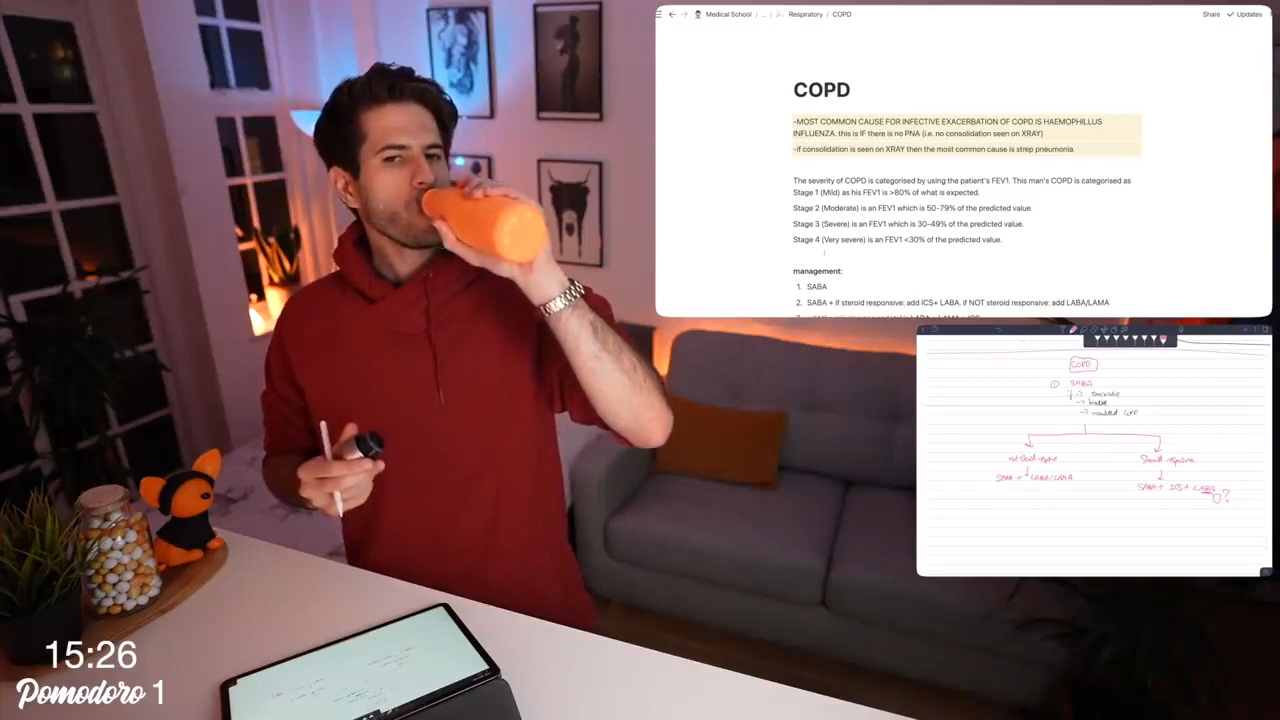 Medical School / ... / Respiratory / COPD
Share Updates
COPD
-MOST COMMON CAUSE FOR INFECTIVE EXACERBATION OF COPD IS HAEMOPHILLUS
INFLUENZA. this is IF there is no PNA (i.e. no consolidation seen on XRAY)
-if consolidation is seen on XRAY then the most common cause is strep pneumonia.
The severity of COPD is categorised by using the patient's FEV1. This man's COPD is categorised as
Stage 1 (Mild) as his FEV1 is >80% of what is expected.
Stage 2 (Moderate) is an FEV1 which is 50-79% of the predicted value.
Stage 3 (Severe) is an FEV1 which is 30-49% of the predicted value.
Stage 4 (Very severe) is an FEV1 <30% of the predicted value.
management:
1. SABA
2. SABA + if steroid responsive: add ICS+ LABA. if NOT steroid responsive: add LABA/LAMA
COPD
① SABA
if →
→
→ COPD
not steroid
Steroid responsive
SABA + LABA/LAMA
SABA + ICS + LABA
?
15:26
Pomodoro 1